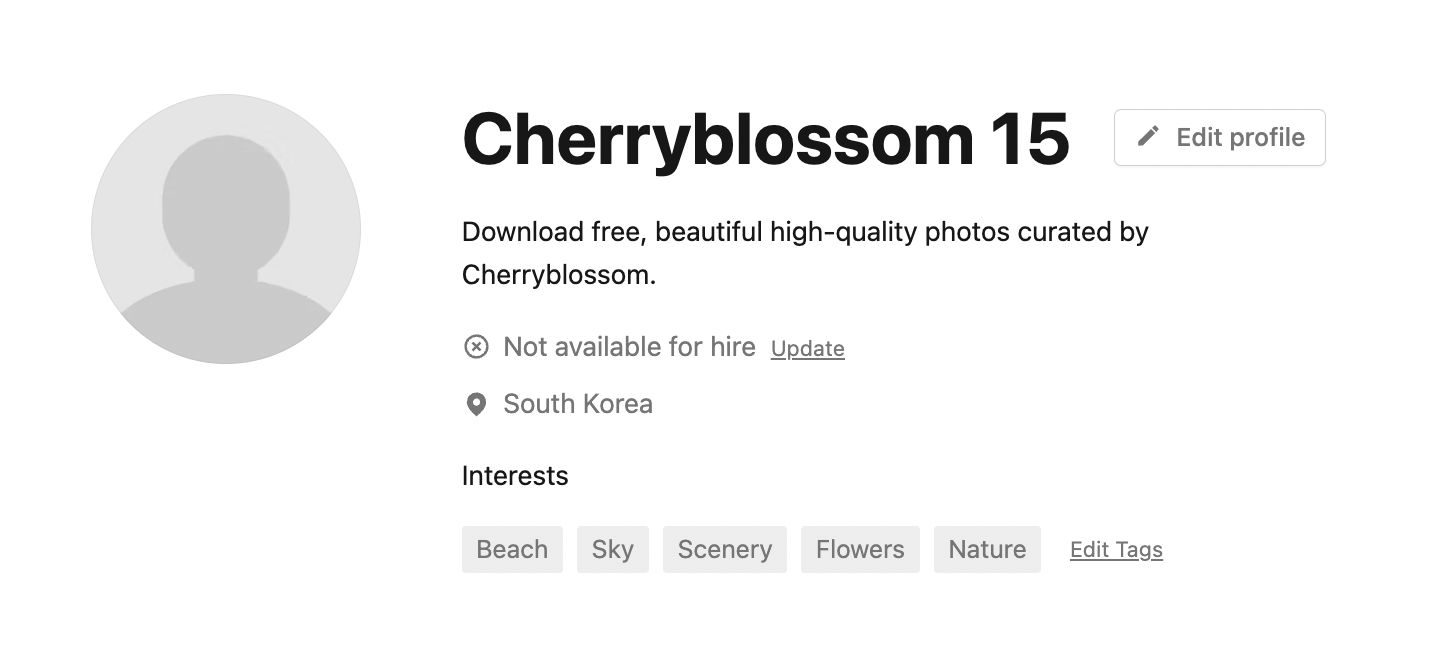 Cherryblossom 15
Edit profile
Download free, beautiful high-quality photos curated by
Cherryblossom.
Not available for hire Update
South Korea
Interests
Beach Sky Scenery Flowers Nature Edit Tags